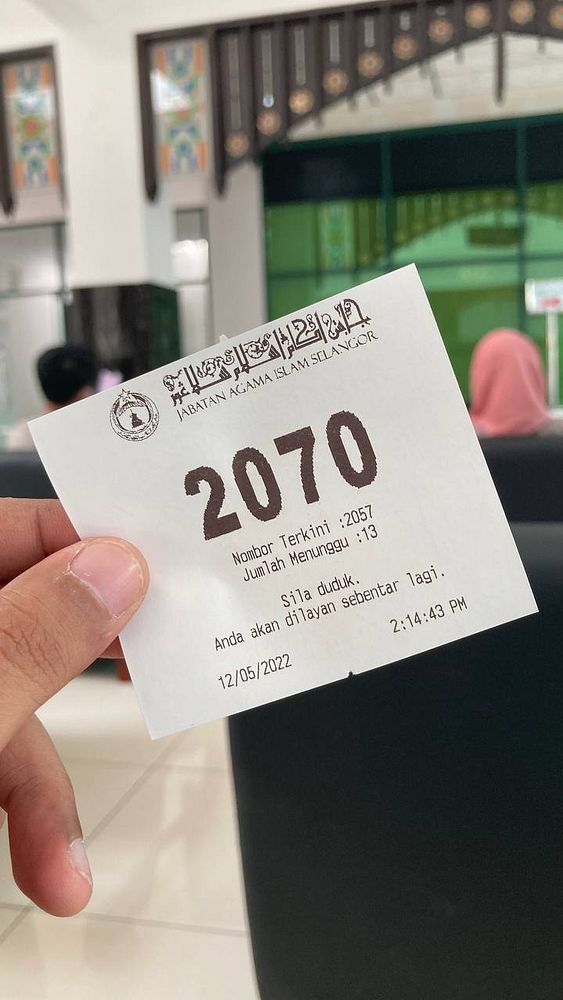 JABATAN AGAMA ISLAM SELANGOR
2070
Nombor Terkini :2057
Jumlah Menunggu :13
Sila duduk.
Anda akan dilayan sebentar lagi.
12/05/2022 2:14:43 PM